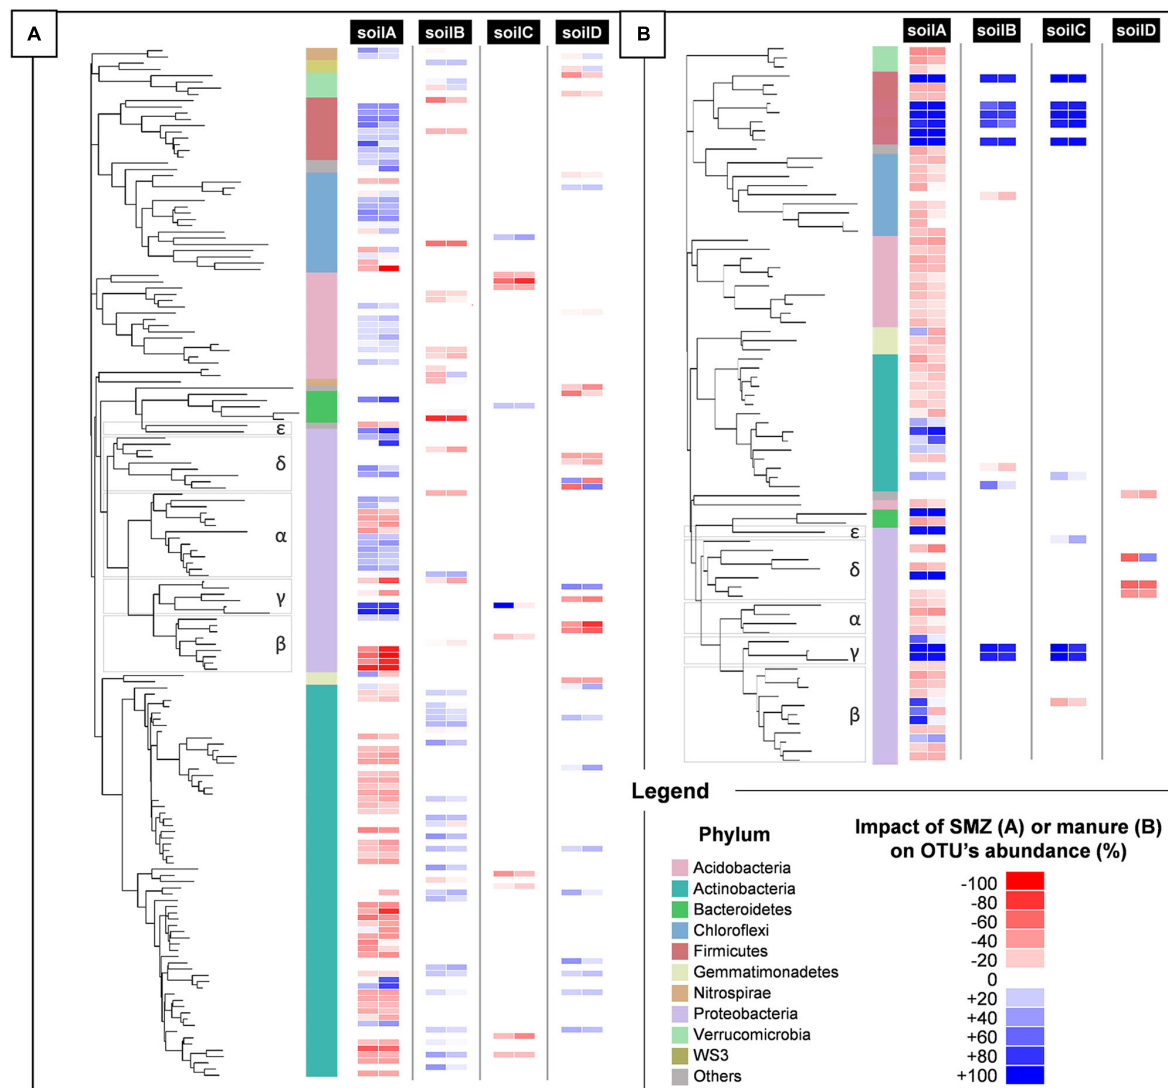 A
soilA
soilB
soilC
soilD
ε
δ
α
γ
β
B
soilA
soilB
soilC
soilD
ε
δ
α
γ
β
Legend
Phylum
Acidobacteria
Actinobacteria
Bacteroidetes
Chloroflexi
Firmicutes
Gemmatimonadetes
Nitrospirae
Proteobacteria
Verrucomicrobia
WS3
Others
Impact of SMZ (A) or manure (B)
on OTU's abundance (%)
-100
-80
-60
-40
-20
0
+20
+40
+60
+80
+100